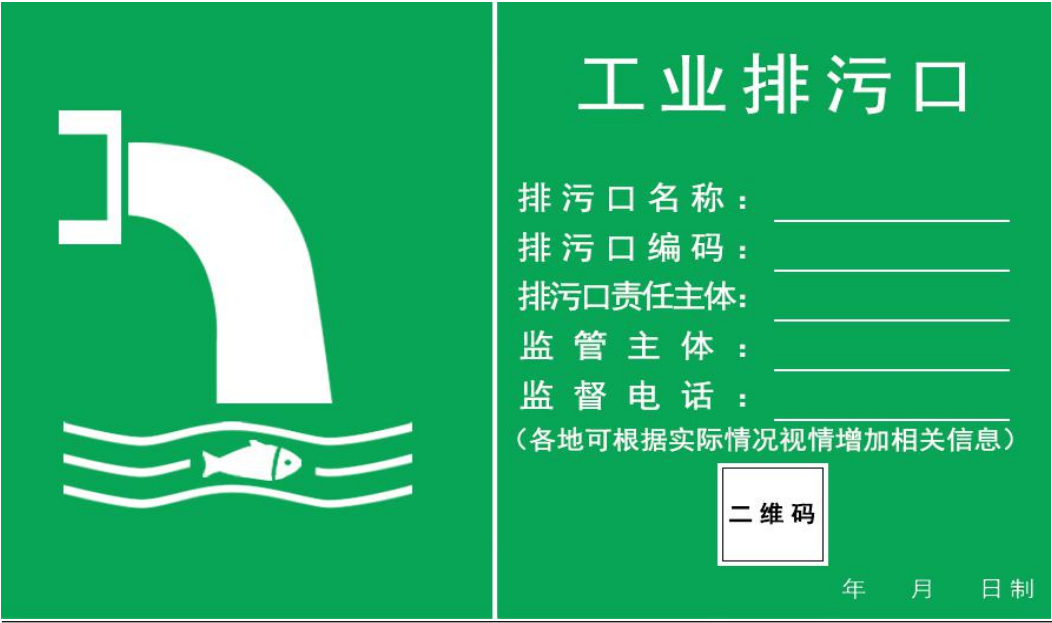 工业排污口
排污口名称：
排污口编码：
排污口责任主体：
监管主体：
监督电话：
（各地可根据实际情况视情增加相关信息）
二维码
年 月 日制